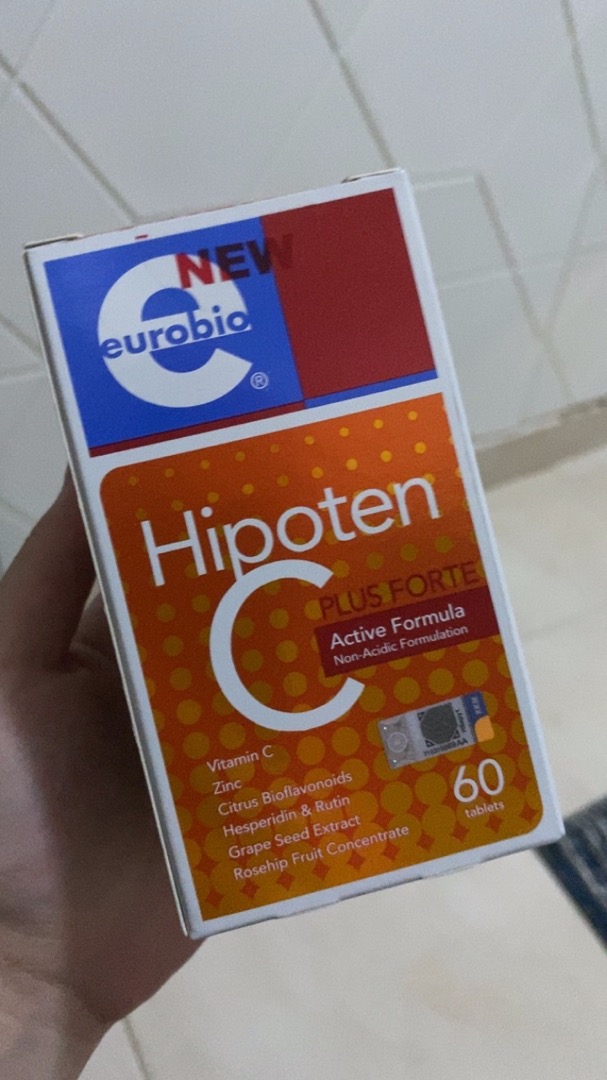 NEW
eurobio
®
Hipoten
C
PLUS FORTE
Active Formula
Non-Acidic Formulation
Vitamin C
Zinc
Citrus Bioflavonoids
Hesperidin & Rutin
Grape Seed Extract
Rosehip Fruit Concentrate
60
tablets